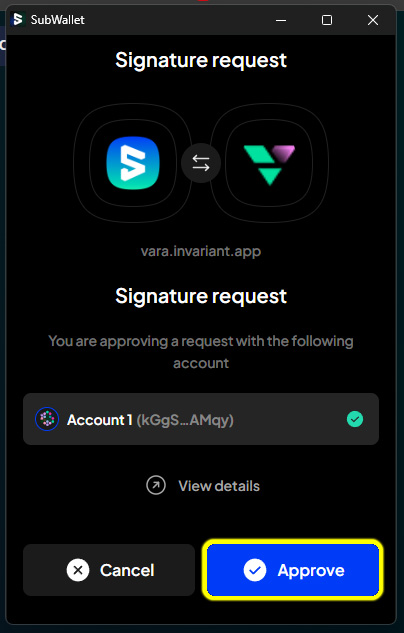 SubWallet
Signature request
vara.invariant.app
Signature request
You are approving a request with the following
account
Account 1 (kGgS...AMqy)
View details
Cancel
Approve